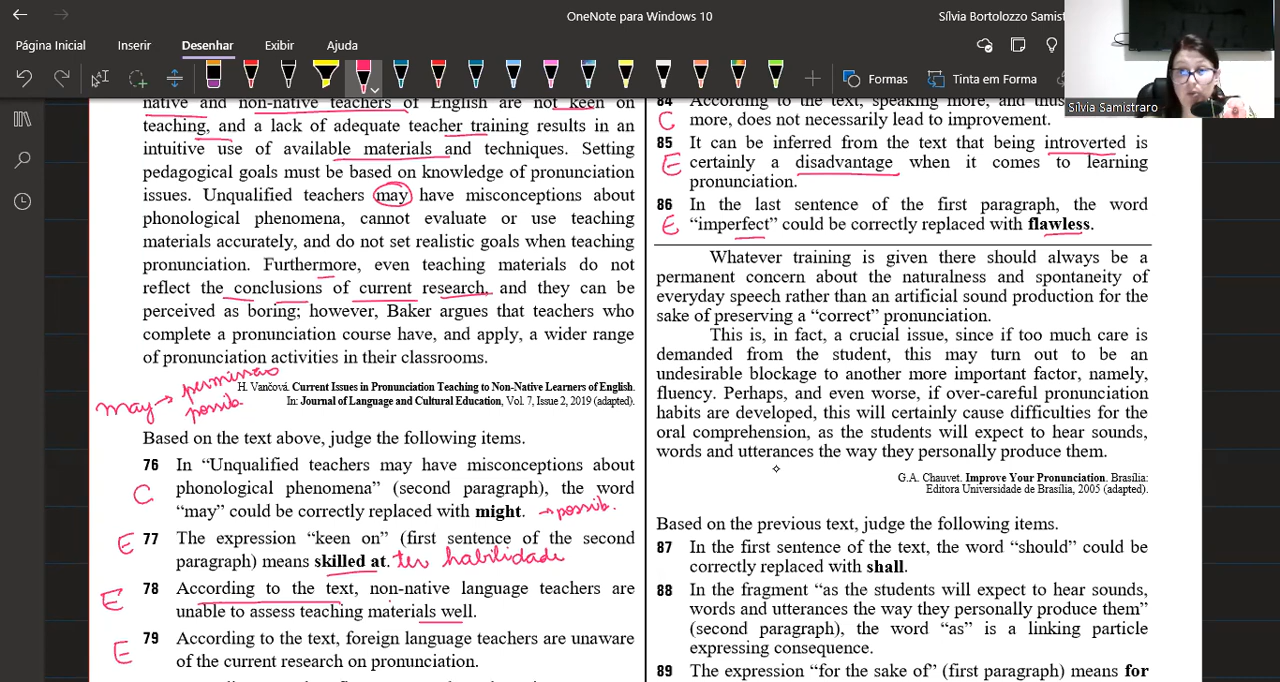 OneNote para Windows 10
Sílvia Bortolozzo Samist
Página Inicial
Inserir
Desenhar
Exibir
Ajuda
Formas
Tinta em Forma
Sílvia Samistraro
native and non-native teachers of English are not keen on
teaching, and a lack of adequate teacher training results in an
intuitive use of available materials and techniques. Setting
pedagogical goals must be based on knowledge of pronunciation
issues. Unqualified teachers may have misconceptions about
phonological phenomena, cannot evaluate or use teaching
materials accurately, and do not set realistic goals when teaching
pronunciation. Furthermore, even teaching materials do not
reflect the conclusions of current research, and they can be
perceived as boring; however, Baker argues that teachers who
complete a pronunciation course have, and apply, a wider range
of pronunciation activities in their classrooms.
may → permissão
possib.
H. Vančová. Current Issues in Pronunciation Teaching to Non-Native Learners of English.
In: Journal of Language and Cultural Education, Vol. 7, Issue 2, 2019 (adapted).
Based on the text above, judge the following items.
76 In “Unqualified teachers may have misconceptions about
C phonological phenomena” (second paragraph), the word
“may” could be correctly replaced with might. → possib.
77 The expression “keen on” (first sentence of the second
E paragraph) means skilled at. ter habilidade
78 According to the text, non-native language teachers are
E unable to assess teaching materials well.
79 According to the text, foreign language teachers are unaware
E of the current research on pronunciation.
84 According to the text, speaking more, and thus
C more, does not necessarily lead to improvement.
85 It can be inferred from the text that being introverted is
E certainly a disadvantage when it comes to learning
pronunciation.
86 In the last sentence of the first paragraph, the word
E “imperfect” could be correctly replaced with flawless.
Whatever training is given there should always be a
permanent concern about the naturalness and spontaneity of
everyday speech rather than an artificial sound production for the
sake of preserving a “correct” pronunciation.
This is, in fact, a crucial issue, since if too much care is
demanded from the student, this may turn out to be an
undesirable blockage to another more important factor, namely,
fluency. Perhaps, and even worse, if over-careful pronunciation
habits are developed, this will certainly cause difficulties for the
oral comprehension, as the students will expect to hear sounds,
words and utterances the way they personally produce them.
G.A. Chauvet. Improve Your Pronunciation. Brasília:
Editora Universidade de Brasília, 2005 (adapted).
Based on the previous text, judge the following items.
87 In the first sentence of the text, the word “should” could be
correctly replaced with shall.
88 In the fragment “as the students will expect to hear sounds,
words and utterances the way they personally produce them”
(second paragraph), the word “as” is a linking particle
expressing consequence.
89 The expression “for the sake of” (first paragraph) means for